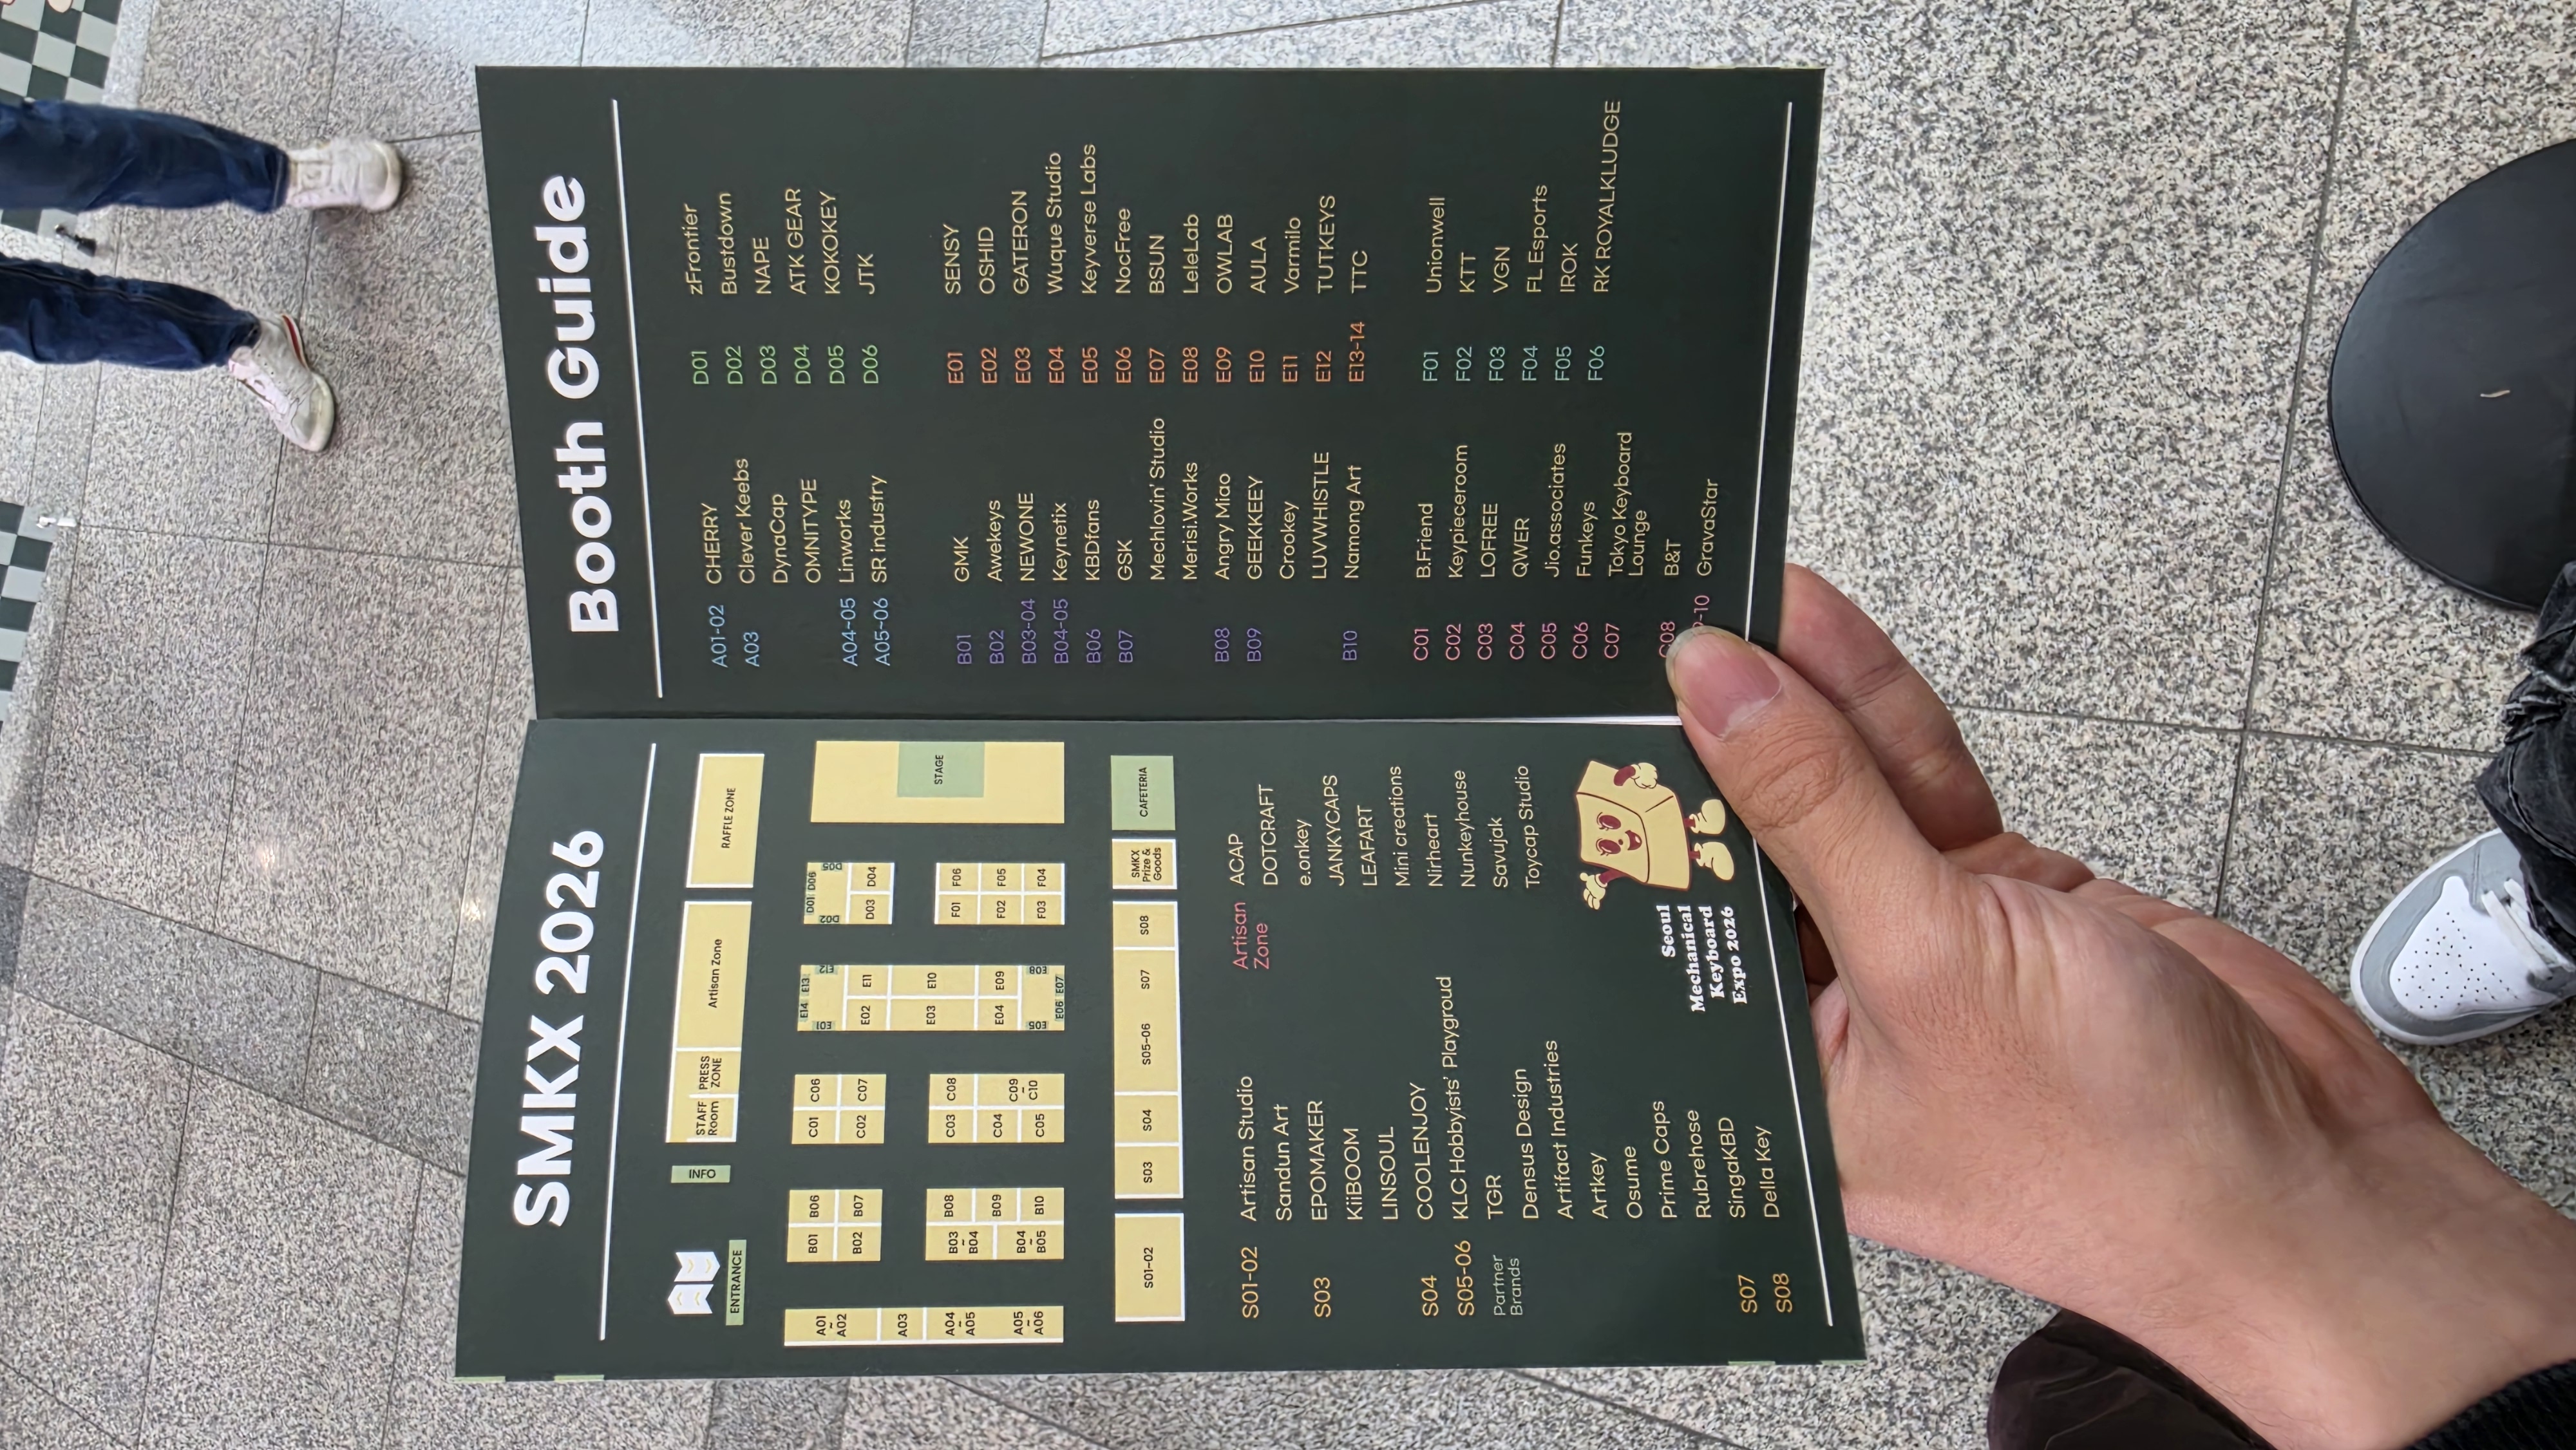 SMKX 2026
ENTRANCE
INFO
STAFF Room
PRESS ZONE
Artisan Zone
RAFFLE ZONE
A01 ~ A02
A03
A04 ~ A05
A05 ~ A06
B01 B06
B02 B07
B03 ~ B04
B08
B09
B04 ~ B05
B10
C01 C06
C02 C07
C03 C08
C04
C09 ~ C10
C05
E14 E13
E01 E12
E02 E11
E03 E10
E04 E09
E05 E08
E06 E07
D01 D06
D02 D05
D03 D04
F01 F06
F02 F05
F03 F04
STAGE
S01-02
S03
S04
S05-06
S07
S08
SMKX Prize & Goods
CAFETERIA
S01-02 Artisan Studio
Sandun Art
S03 EPOMAKER
KiiBOOM
LINSOUL
S04 COOLENJOY
S05-06 KLC Hobbyists' Playgroud
Partner Brands
TGR
Densus Design
Artifact Industries
Artkey
Osume
Prime Caps
Rubrehose
S07 SingaKBD
S08 Della Key
Artisan Zone
ACAP
DOTCRAFT
e.onkey
JANKYCAPS
LEAFART
Mini creations
Nirheart
Nunkeyhouse
Savujak
Toycap Studio
Seoul
Mechanical
Keyboard
Expo 2026
Booth Guide
A01-02 CHERRY
A03 Clever Keebs
DynaCap
OMNITYPE
A04-05 Linworks
A05-06 SR industry
B01 GMK
B02 Awekeys
B03-04 NEWONE
B04-05 Keynetix
B06 KBDfans
B07 GSK
Mechlovin' Studio
Merisi.Works
B08 Angry Miao
B09 GEEKKEEY
Crookey
LUVWHISTLE
B10 Namong Art
C01 B.Friend
C02 Keypieceroom
C03 LOFREE
C04 QWER
C05 Jio.associates
C06 Funkeys
C07 Tokyo Keyboard
Lounge
C08 B&T
-10 GravaStar
D01 zFrontier
D02 Bustdown
D03 NAPE
D04 ATK GEAR
D05 KOKOKEY
D06 JTK
E01 SENSY
E02 OSHID
E03 GATERON
E04 Wuque Studio
E05 Keyverse Labs
E06 NocFree
E07 BSUN
E08 LeleLab
E09 OWLAB
E10 AULA
E11 Varmilo
E12 TUTKEYS
E13-14 TTC
F01 Unionwell
F02 KTT
F03 VGN
F04 FL Esports
F05 IROK
F06 RK ROYALKLUDGE